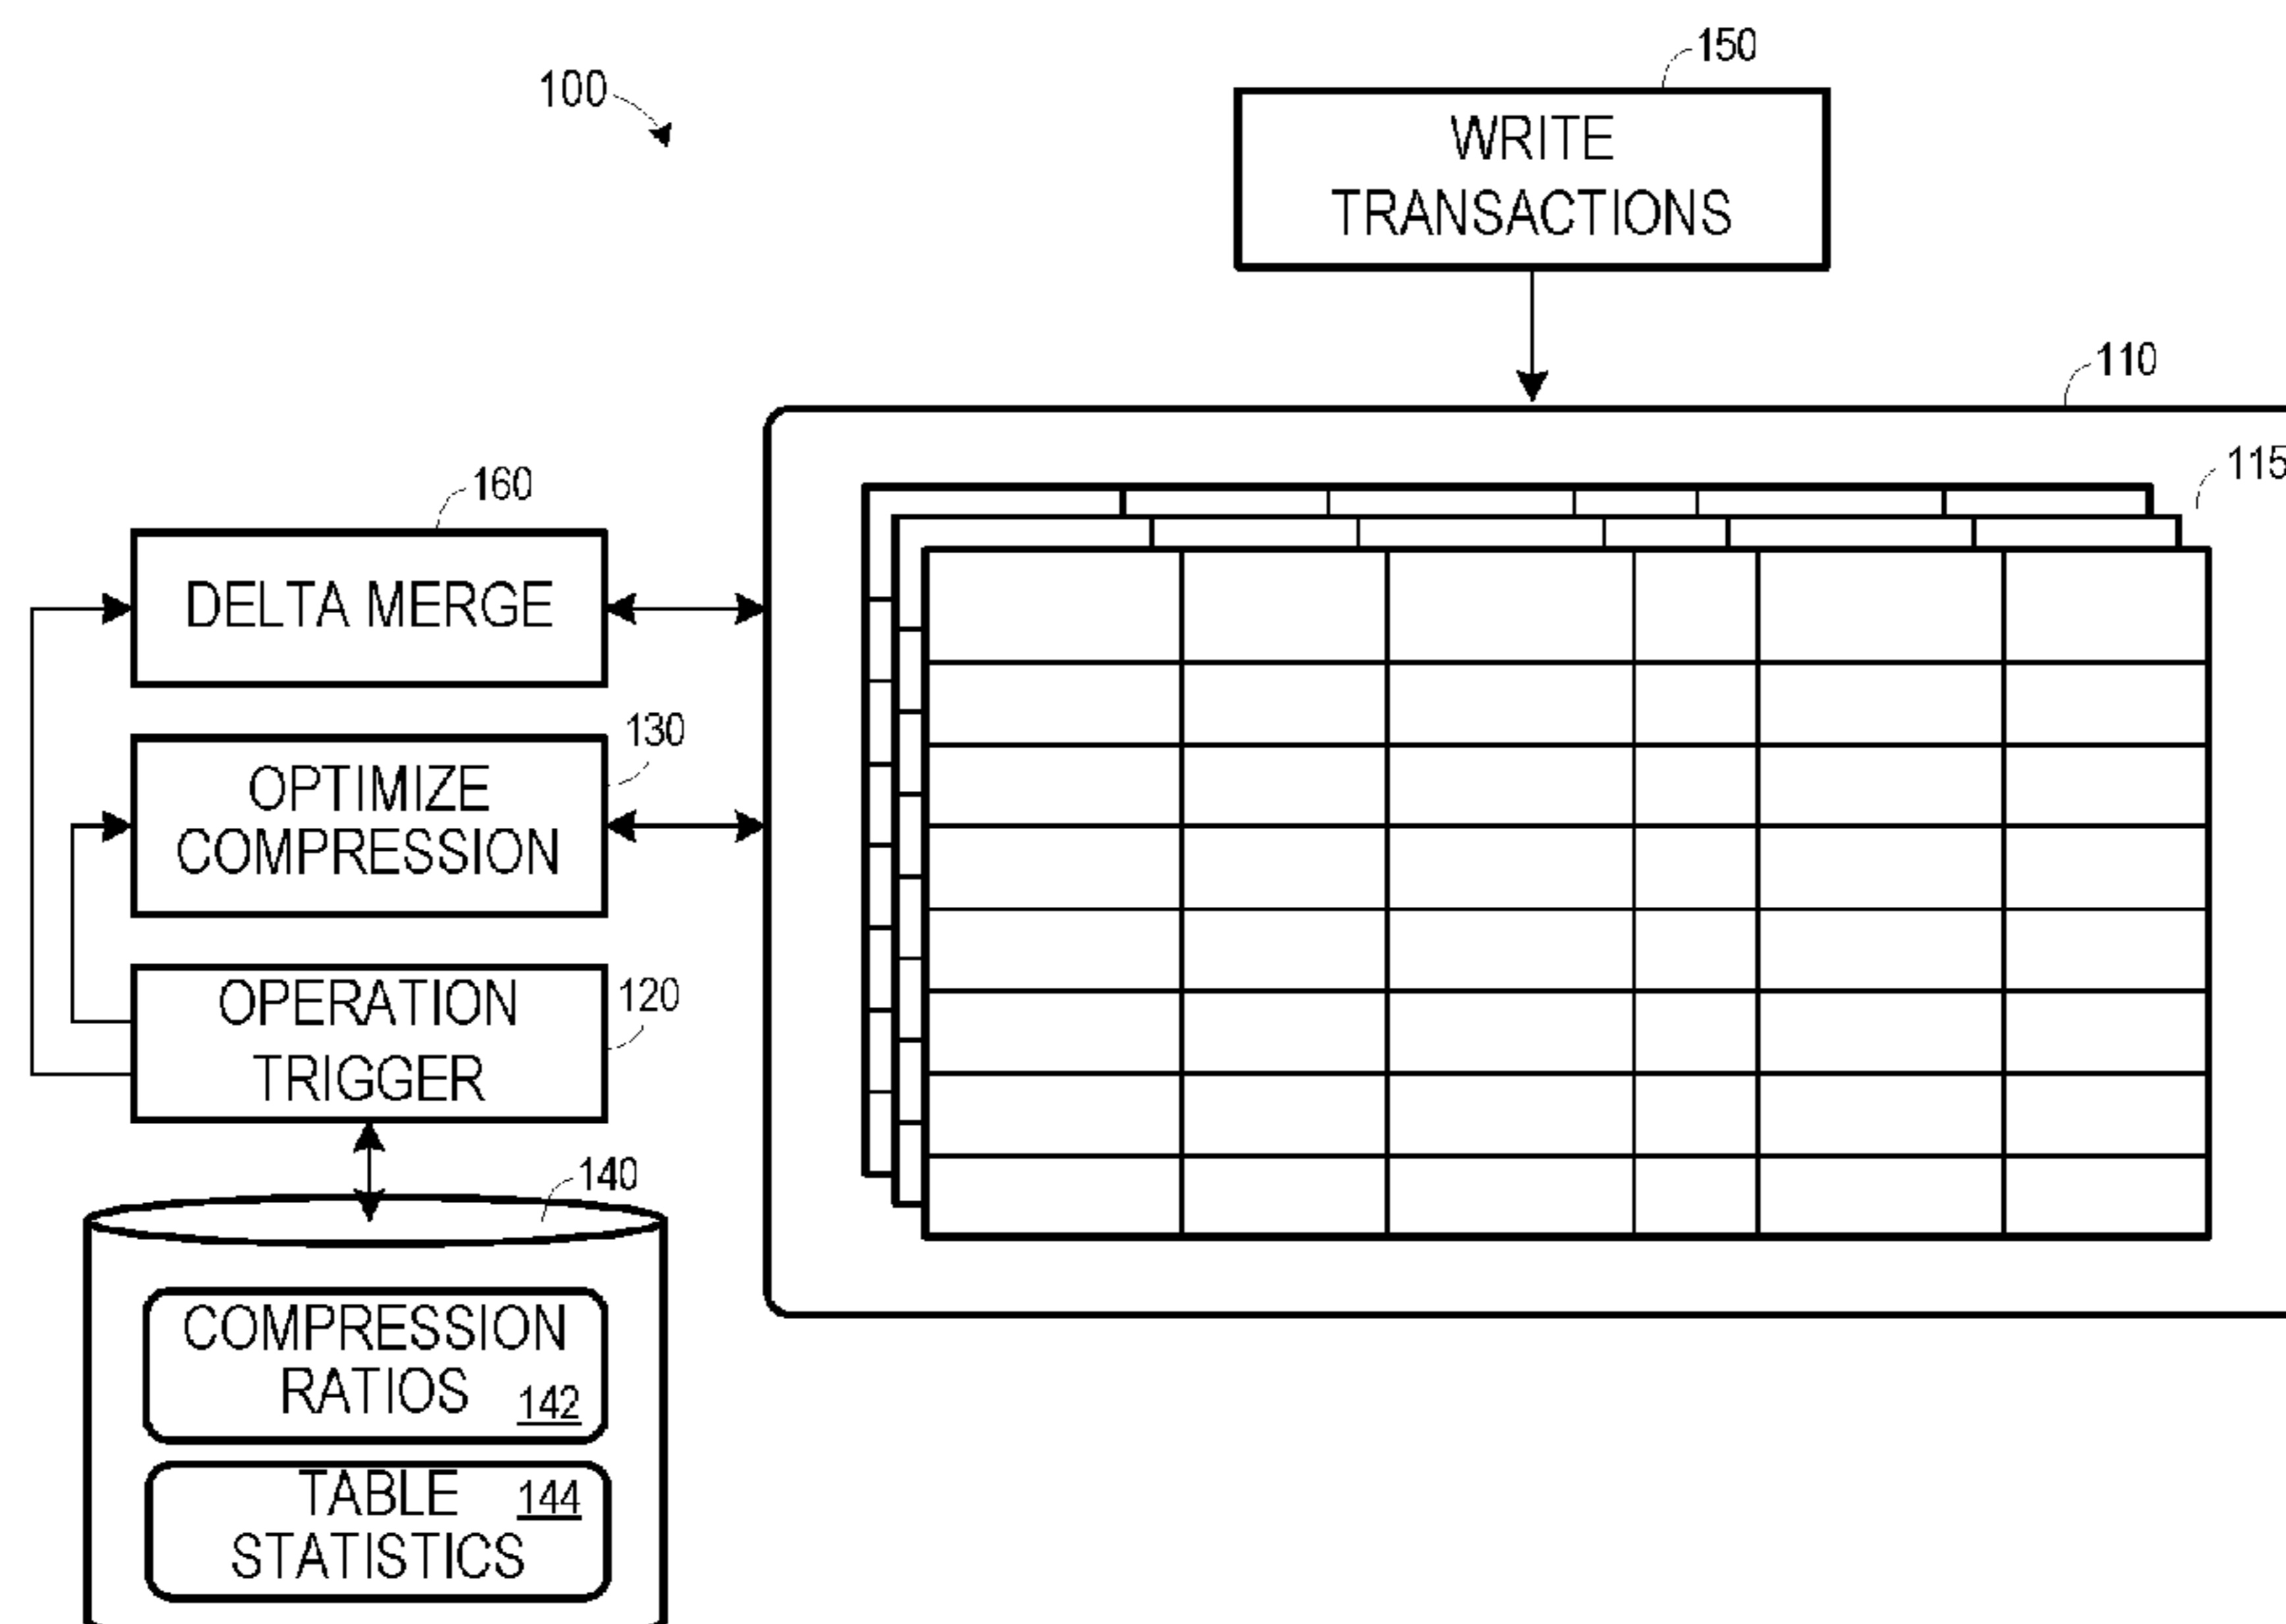 150
100
WRITE
TRANSACTIONS
110
115
160
DELTA MERGE
130
OPTIMIZE
COMPRESSION
120
OPERATION
TRIGGER
140
COMPRESSION
RATIOS 142
TABLE 144
STATISTICS